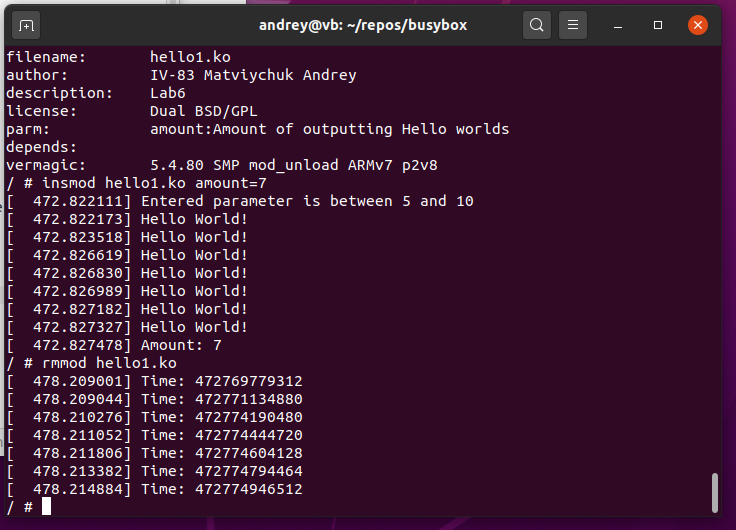 andrey@vb: ~/repos/busybox
filename:       hello1.ko
author:         IV-83 Matviychuk Andrey
description:    Lab6
license:        Dual BSD/GPL
parm:           amount:Amount of outputting Hello worlds
depends:
vermagic:       5.4.80 SMP mod_unload ARMv7 p2v8
/ # insmod hello1.ko amount=7
[  472.822111] Entered parameter is between 5 and 10
[  472.822173] Hello World!
[  472.823518] Hello World!
[  472.826619] Hello World!
[  472.826830] Hello World!
[  472.826989] Hello World!
[  472.827182] Hello World!
[  472.827327] Hello World!
[  472.827478] Amount: 7
/ # rmmod hello1.ko
[  478.209001] Time: 472769779312
[  478.209044] Time: 472771134880
[  478.210276] Time: 472774190480
[  478.211052] Time: 472774444720
[  478.211806] Time: 472774604128
[  478.213382] Time: 472774794464
[  478.214884] Time: 472774946512
/ #